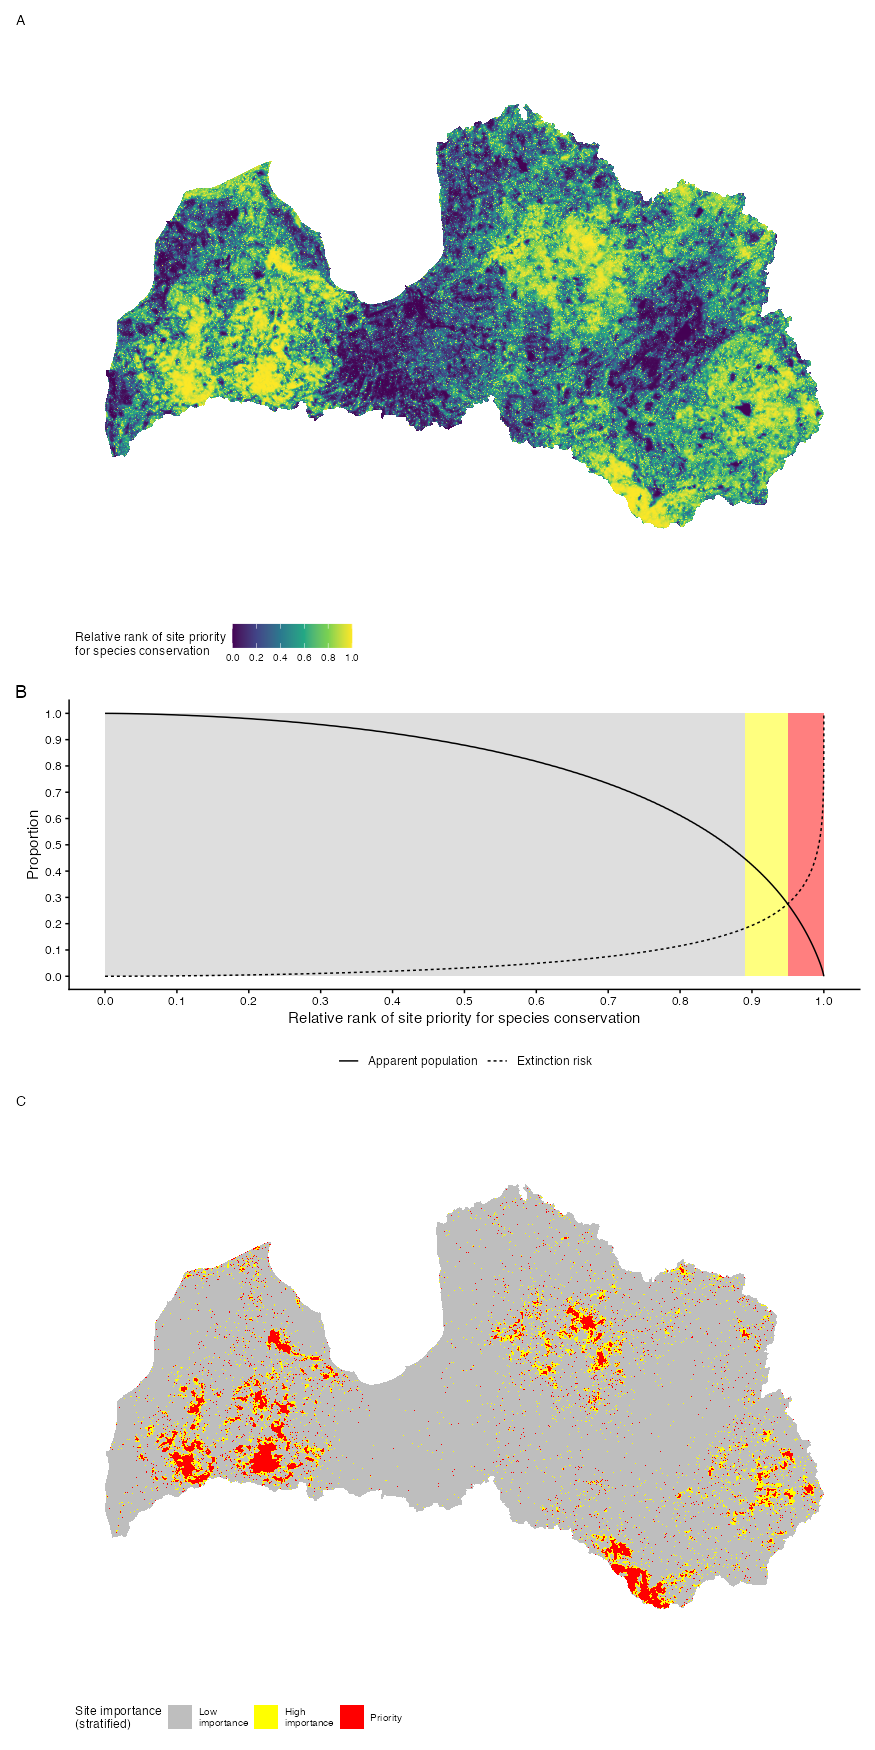 A
Relative rank of site priority
for species conservation
0.0 0.2 0.4 0.6 0.8 1.0
B
1.0
0.9
0.8
0.7
0.6
0.5
0.4
0.3
0.2
0.1
0.0
Proportion
0.0 0.1 0.2 0.3 0.4 0.5 0.6 0.7 0.8 0.9 1.0
Relative rank of site priority for species conservation
Apparent population Extinction risk
C
Site importance
(stratified)
Low
importance
High
importance
Priority